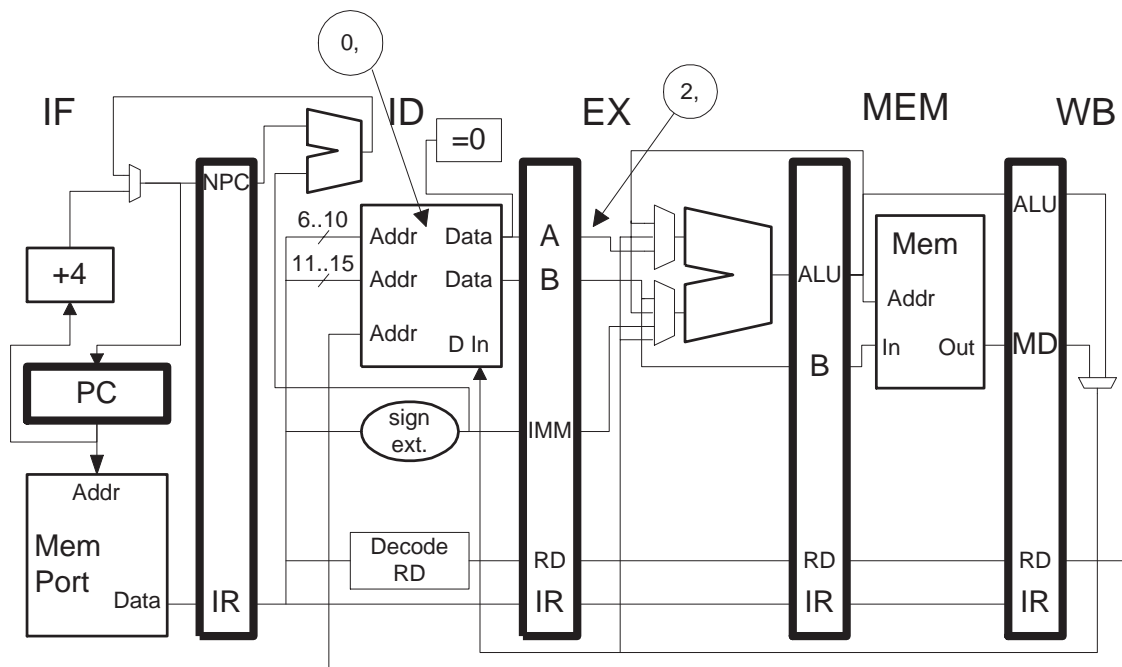 0,
2,
IF
ID
EX
MEM
WB
=0
NPC
6..10
Addr
Data
A
11..15
Addr
Data
B
Addr
D In
+4
PC
sign
ext.
IMM
ALU
B
Mem
Addr
In
Out
ALU
MD
Addr
Mem
Port
Data
IR
Decode
RD
RD
IR
RD
IR
RD
IR